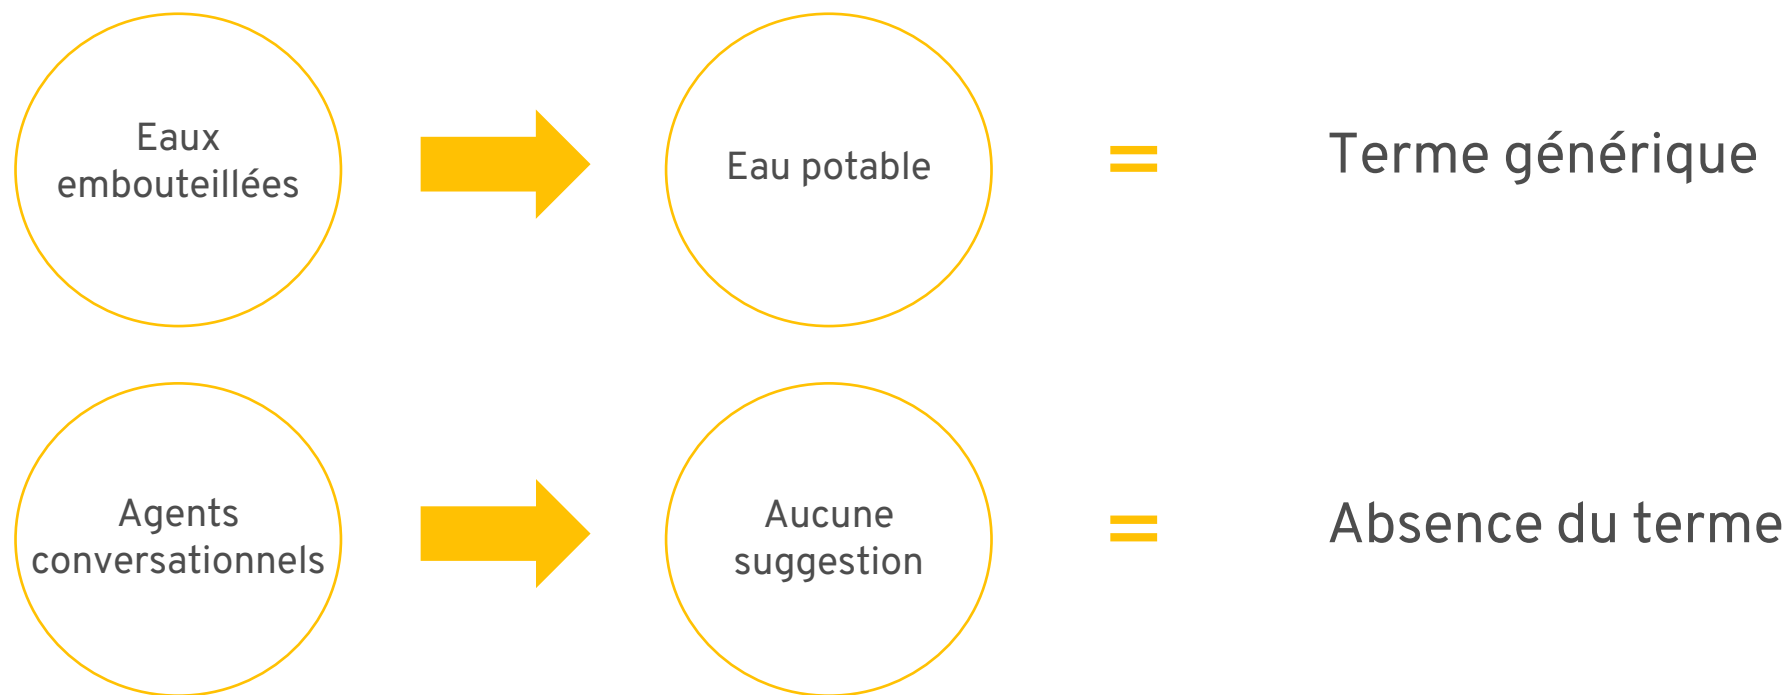 Eaux
embouteillées
Eau potable
=
Terme générique
Agents
conversationnels
Aucune
suggestion
=
Absence du terme